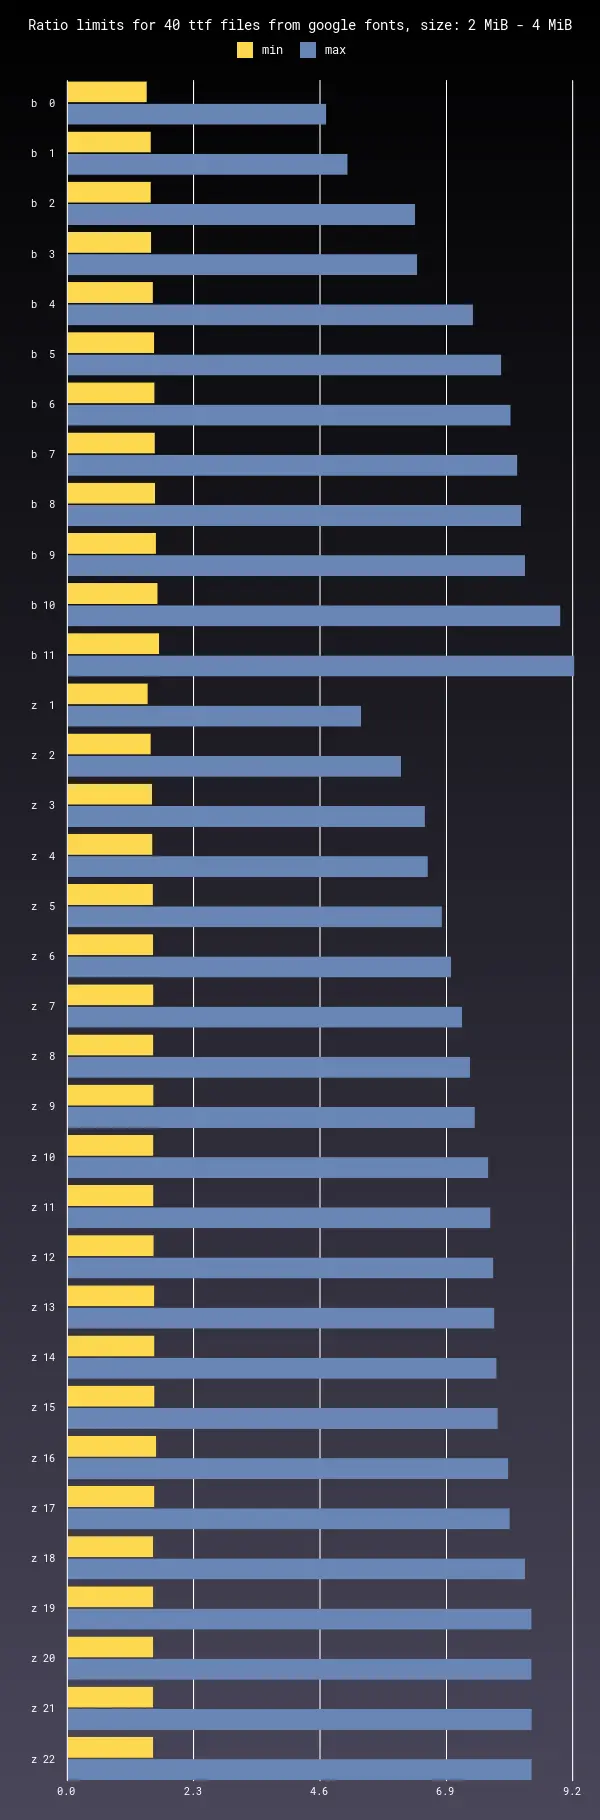 Ratio limits for 40 ttf files from google fonts, size: 2 MiB - 4 MiB
min max
b 0
b 1
b 2
b 3
b 4
b 5
b 6
b 7
b 8
b 9
b 10
b 11
z 1
z 2
z 3
z 4
z 5
z 6
z 7
z 8
z 9
z 10
z 11
z 12
z 13
z 14
z 15
z 16
z 17
z 18
z 19
z 20
z 21
z 22
0.0 2.3 4.6 6.9 9.2